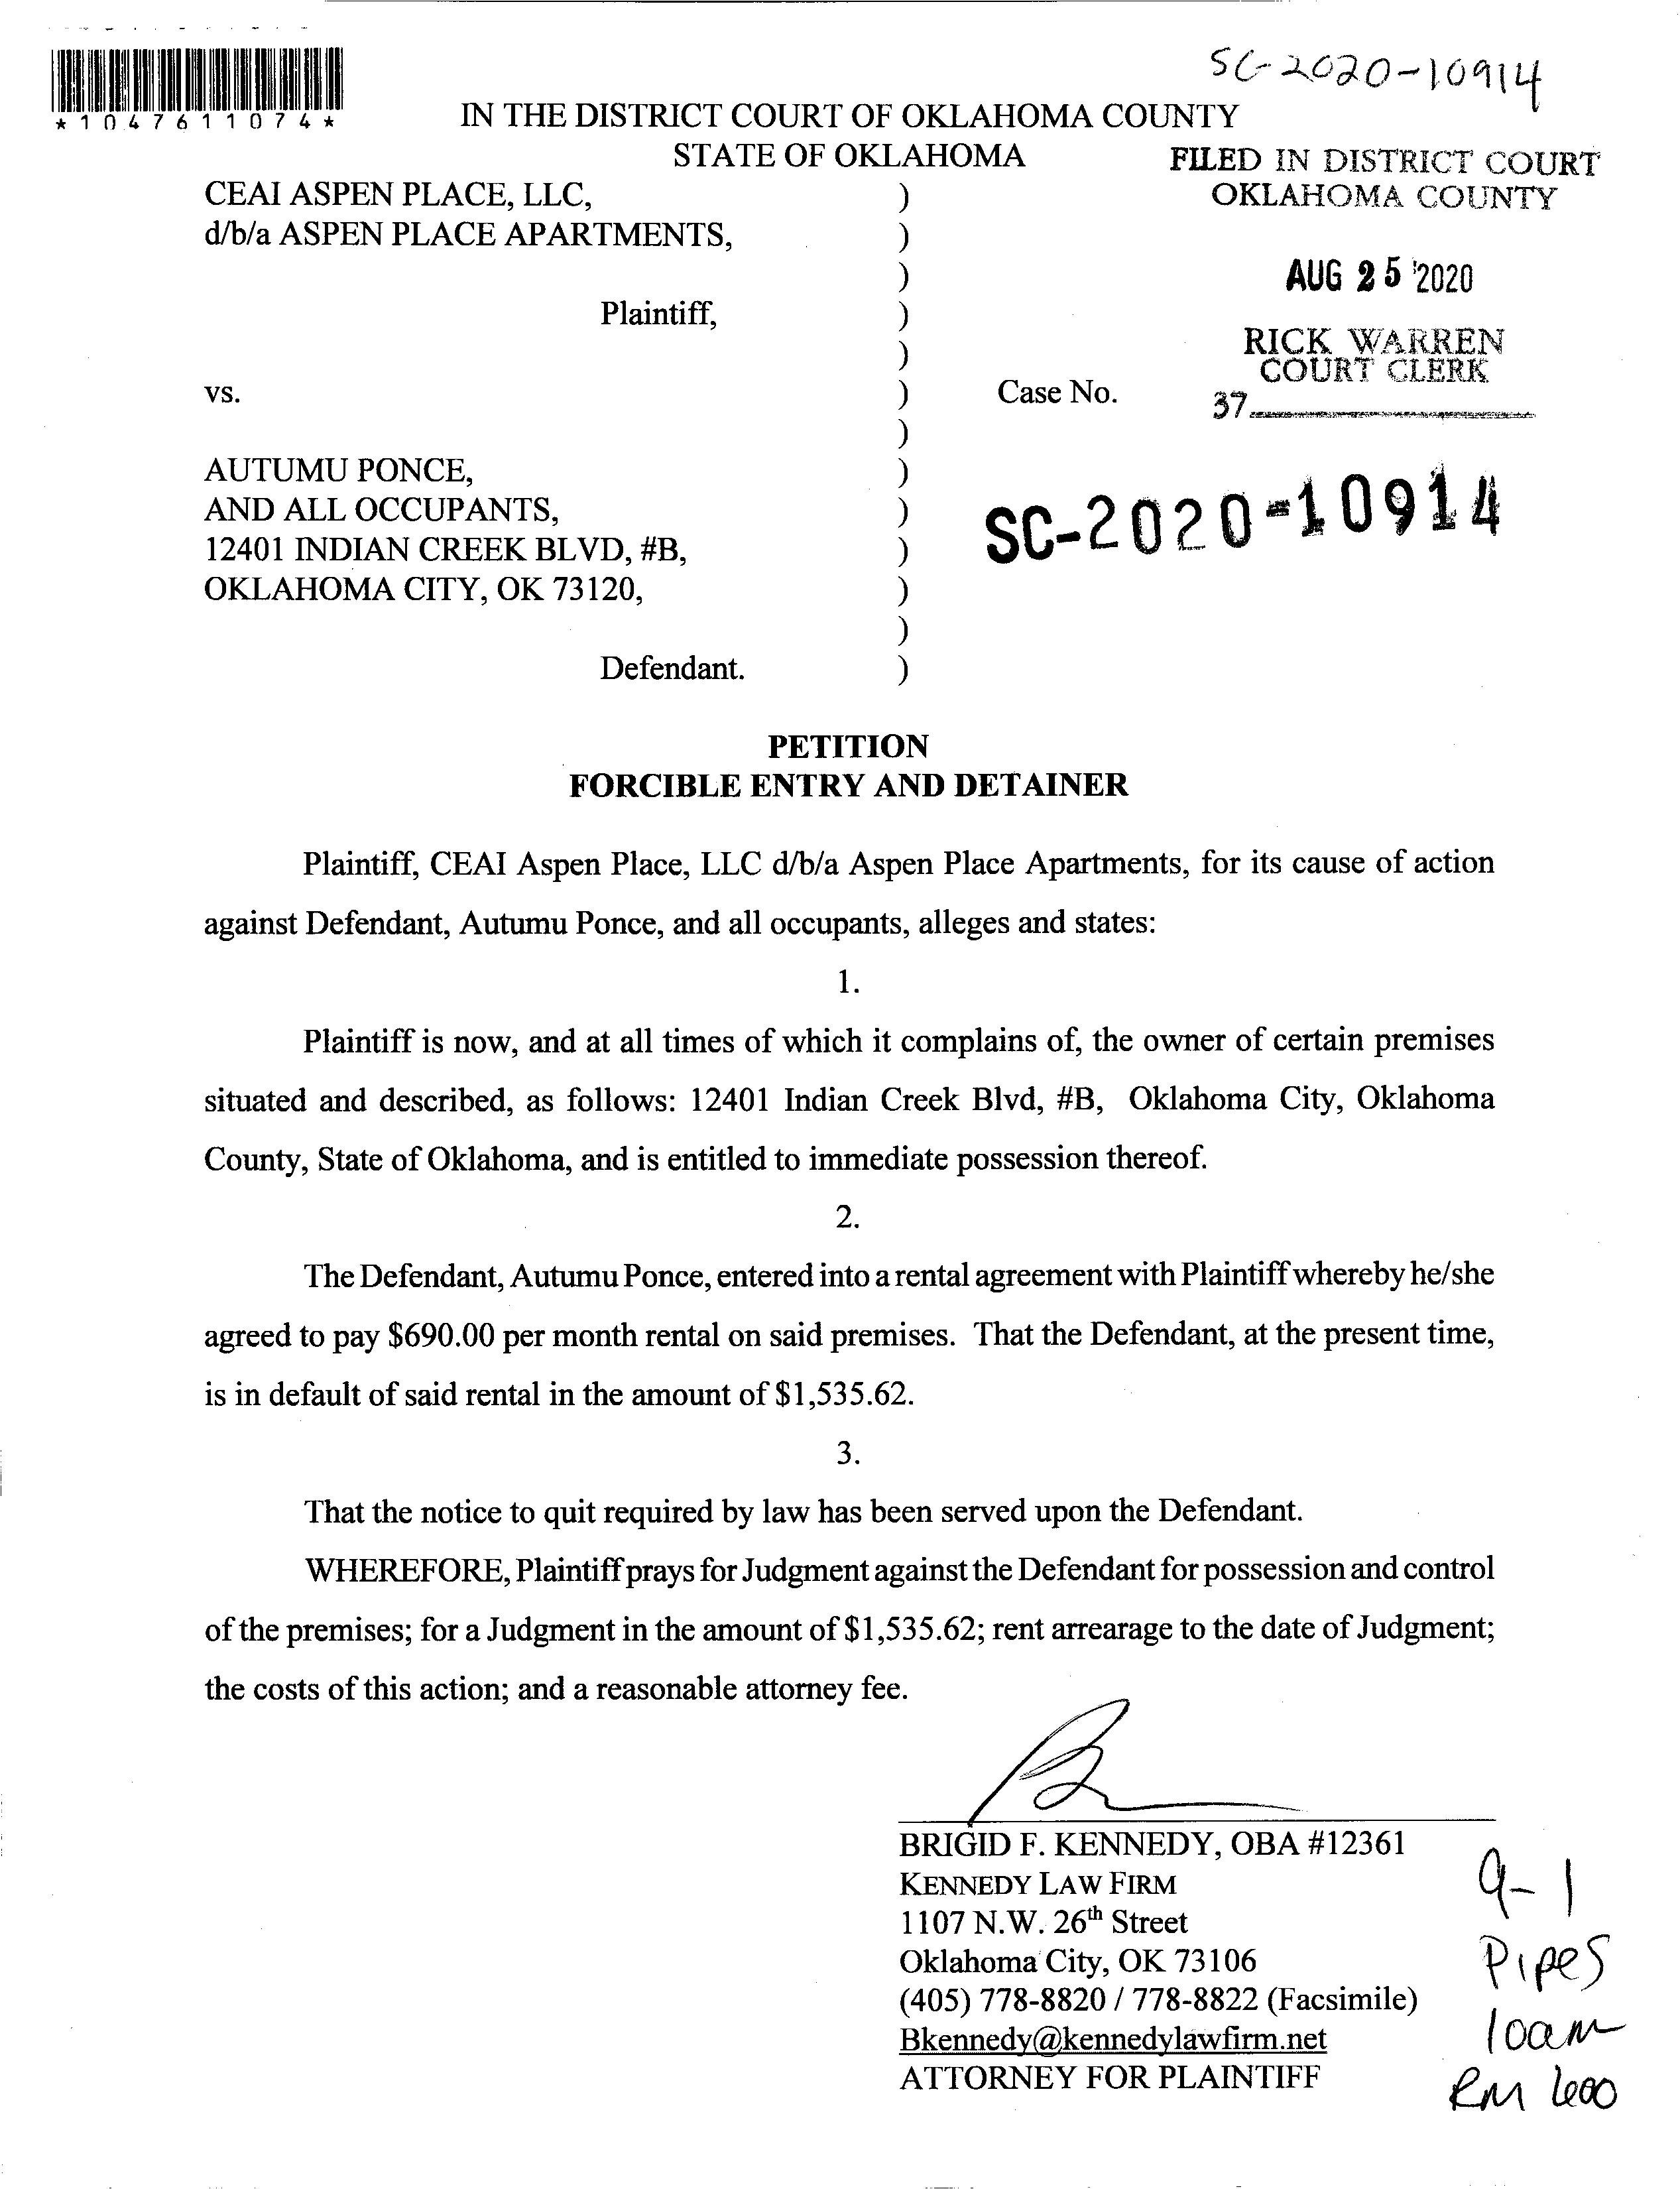 SC-2020-10914
*1047611074*
IN THE DISTRICT COURT OF OKLAHOMA COUNTY
STATE OF OKLAHOMA
FILED IN DISTRICT COURT
OKLAHOMA COUNTY
AUG 25 2020
RICK WARREN
COURT CLERK
37
CEAI ASPEN PLACE, LLC, )
d/b/a ASPEN PLACE APARTMENTS, )
)
Plaintiff, )
)
vs. ) Case No.
)
AUTUMU PONCE, )
AND ALL OCCUPANTS, ) SC-2020-10914
12401 INDIAN CREEK BLVD, #B, )
OKLAHOMA CITY, OK 73120, )
)
Defendant. )
PETITION
FORCIBLE ENTRY AND DETAINER
Plaintiff, CEAI Aspen Place, LLC d/b/a Aspen Place Apartments, for its cause of action
against Defendant, Autumu Ponce, and all occupants, alleges and states:
1.
Plaintiff is now, and at all times of which it complains of, the owner of certain premises
situated and described, as follows: 12401 Indian Creek Blvd, #B, Oklahoma City, Oklahoma
County, State of Oklahoma, and is entitled to immediate possession thereof.
2.
The Defendant, Autumu Ponce, entered into a rental agreement with Plaintiff whereby he/she
agreed to pay $690.00 per month rental on said premises. That the Defendant, at the present time,
is in default of said rental in the amount of $1,535.62.
3.
That the notice to quit required by law has been served upon the Defendant.
WHEREFORE, Plaintiff prays for Judgment against the Defendant for possession and control
of the premises; for a Judgment in the amount of $1,535.62; rent arrearage to the date of Judgment;
the costs of this action; and a reasonable attorney fee.
BRIGID F. KENNEDY, OBA #12361
KENNEDY LAW FIRM
1107 N.W. 26th Street
Oklahoma City, OK 73106
(405) 778-8820 / 778-8822 (Facsimile)
Bkennedy@kennedylawfirm.net
ATTORNEY FOR PLAINTIFF
9-1
Pipes
10am
RM 600